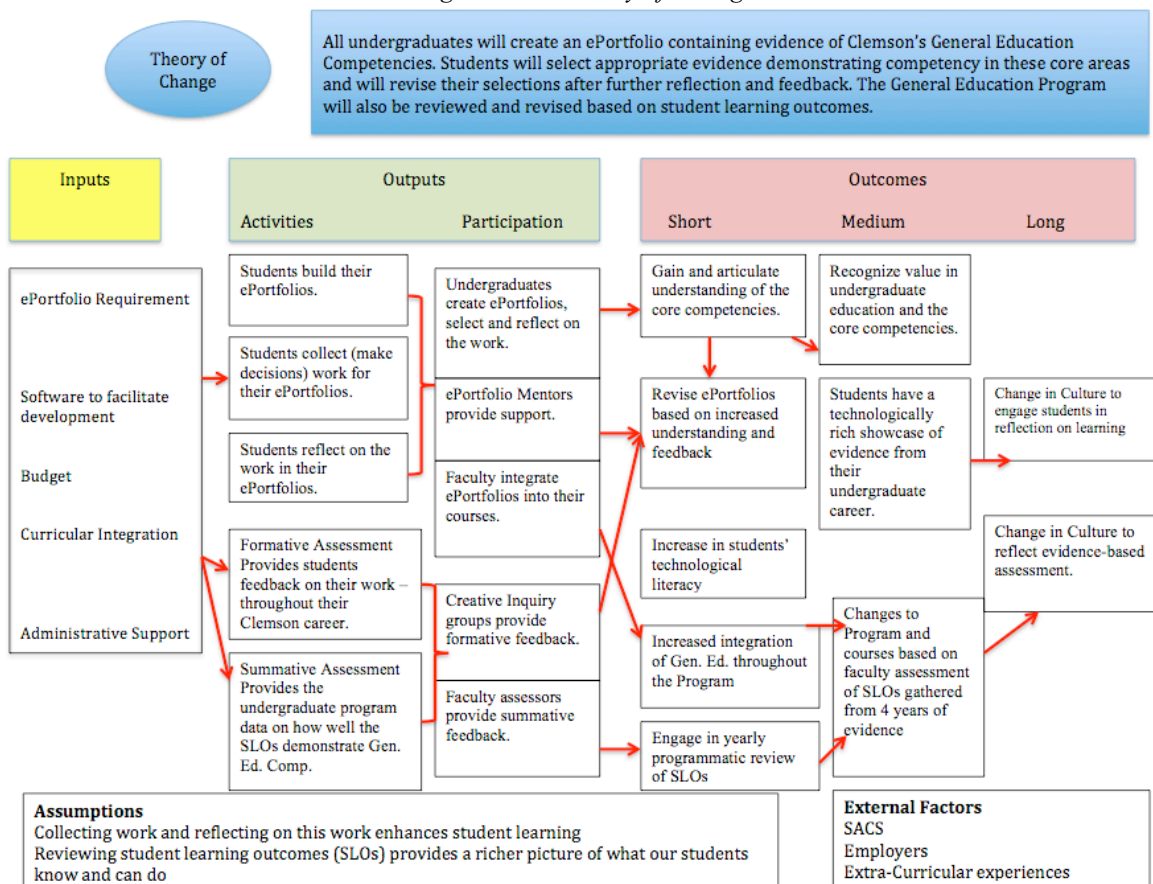 Theory of
Change
All undergraduates will create an ePortfolio containing evidence of Clemson's General Education
Competencies. Students will select appropriate evidence demonstrating competency in these core areas
and will revise their selections after further reflection and feedback. The General Education Program
will also be reviewed and revised based on student learning outcomes.
Inputs
Outputs
Activities
Participation
Outcomes
Short
Medium
Long
ePortfolio Requirement
Software to facilitate
development
Budget
Curricular Integration
Administrative Support
Students build their
ePortfolios.
Students collect (make
decisions) work for
their ePortfolios.
Students reflect on the
work in their
ePortfolios.
Formative Assessment
Provides students
feedback on their work –
throughout their
Clemson career.
Summative Assessment
Provides the
undergraduate program
data on how well the
SLOs demonstrate Gen.
Ed. Comp.
Undergraduates
create ePortfolios,
select and reflect on
the work.
ePortfolio Mentors
provide support.
Faculty integrate
ePortfolios into their
courses.
Creative Inquiry
groups provide
formative feedback.
Faculty assessors
provide summative
feedback.
Gain and articulate
understanding of the
core competencies.
Revise ePortfolios
based on increased
understanding and
feedback
Increase in students'
technological
literacy
Increased integration
of Gen. Ed. throughout
the Program
Engage in yearly
programmatic review
of SLOs
Recognize value in
undergraduate
education and the
core competencies.
Students have a
technologically
rich showcase of
evidence from
their
undergraduate
career.
Changes to
Program and
courses based on
faculty assessment
of SLOs gathered
from 4 years of
evidence
Change in Culture to
engage students in
reflection on learning
Change in Culture to
reflect evidence-based
assessment.
Assumptions
Collecting work and reflecting on this work enhances student learning
Reviewing student learning outcomes (SLOs) provides a richer picture of what our students
know and can do
External Factors
SACS
Employers
Extra-Curricular experiences